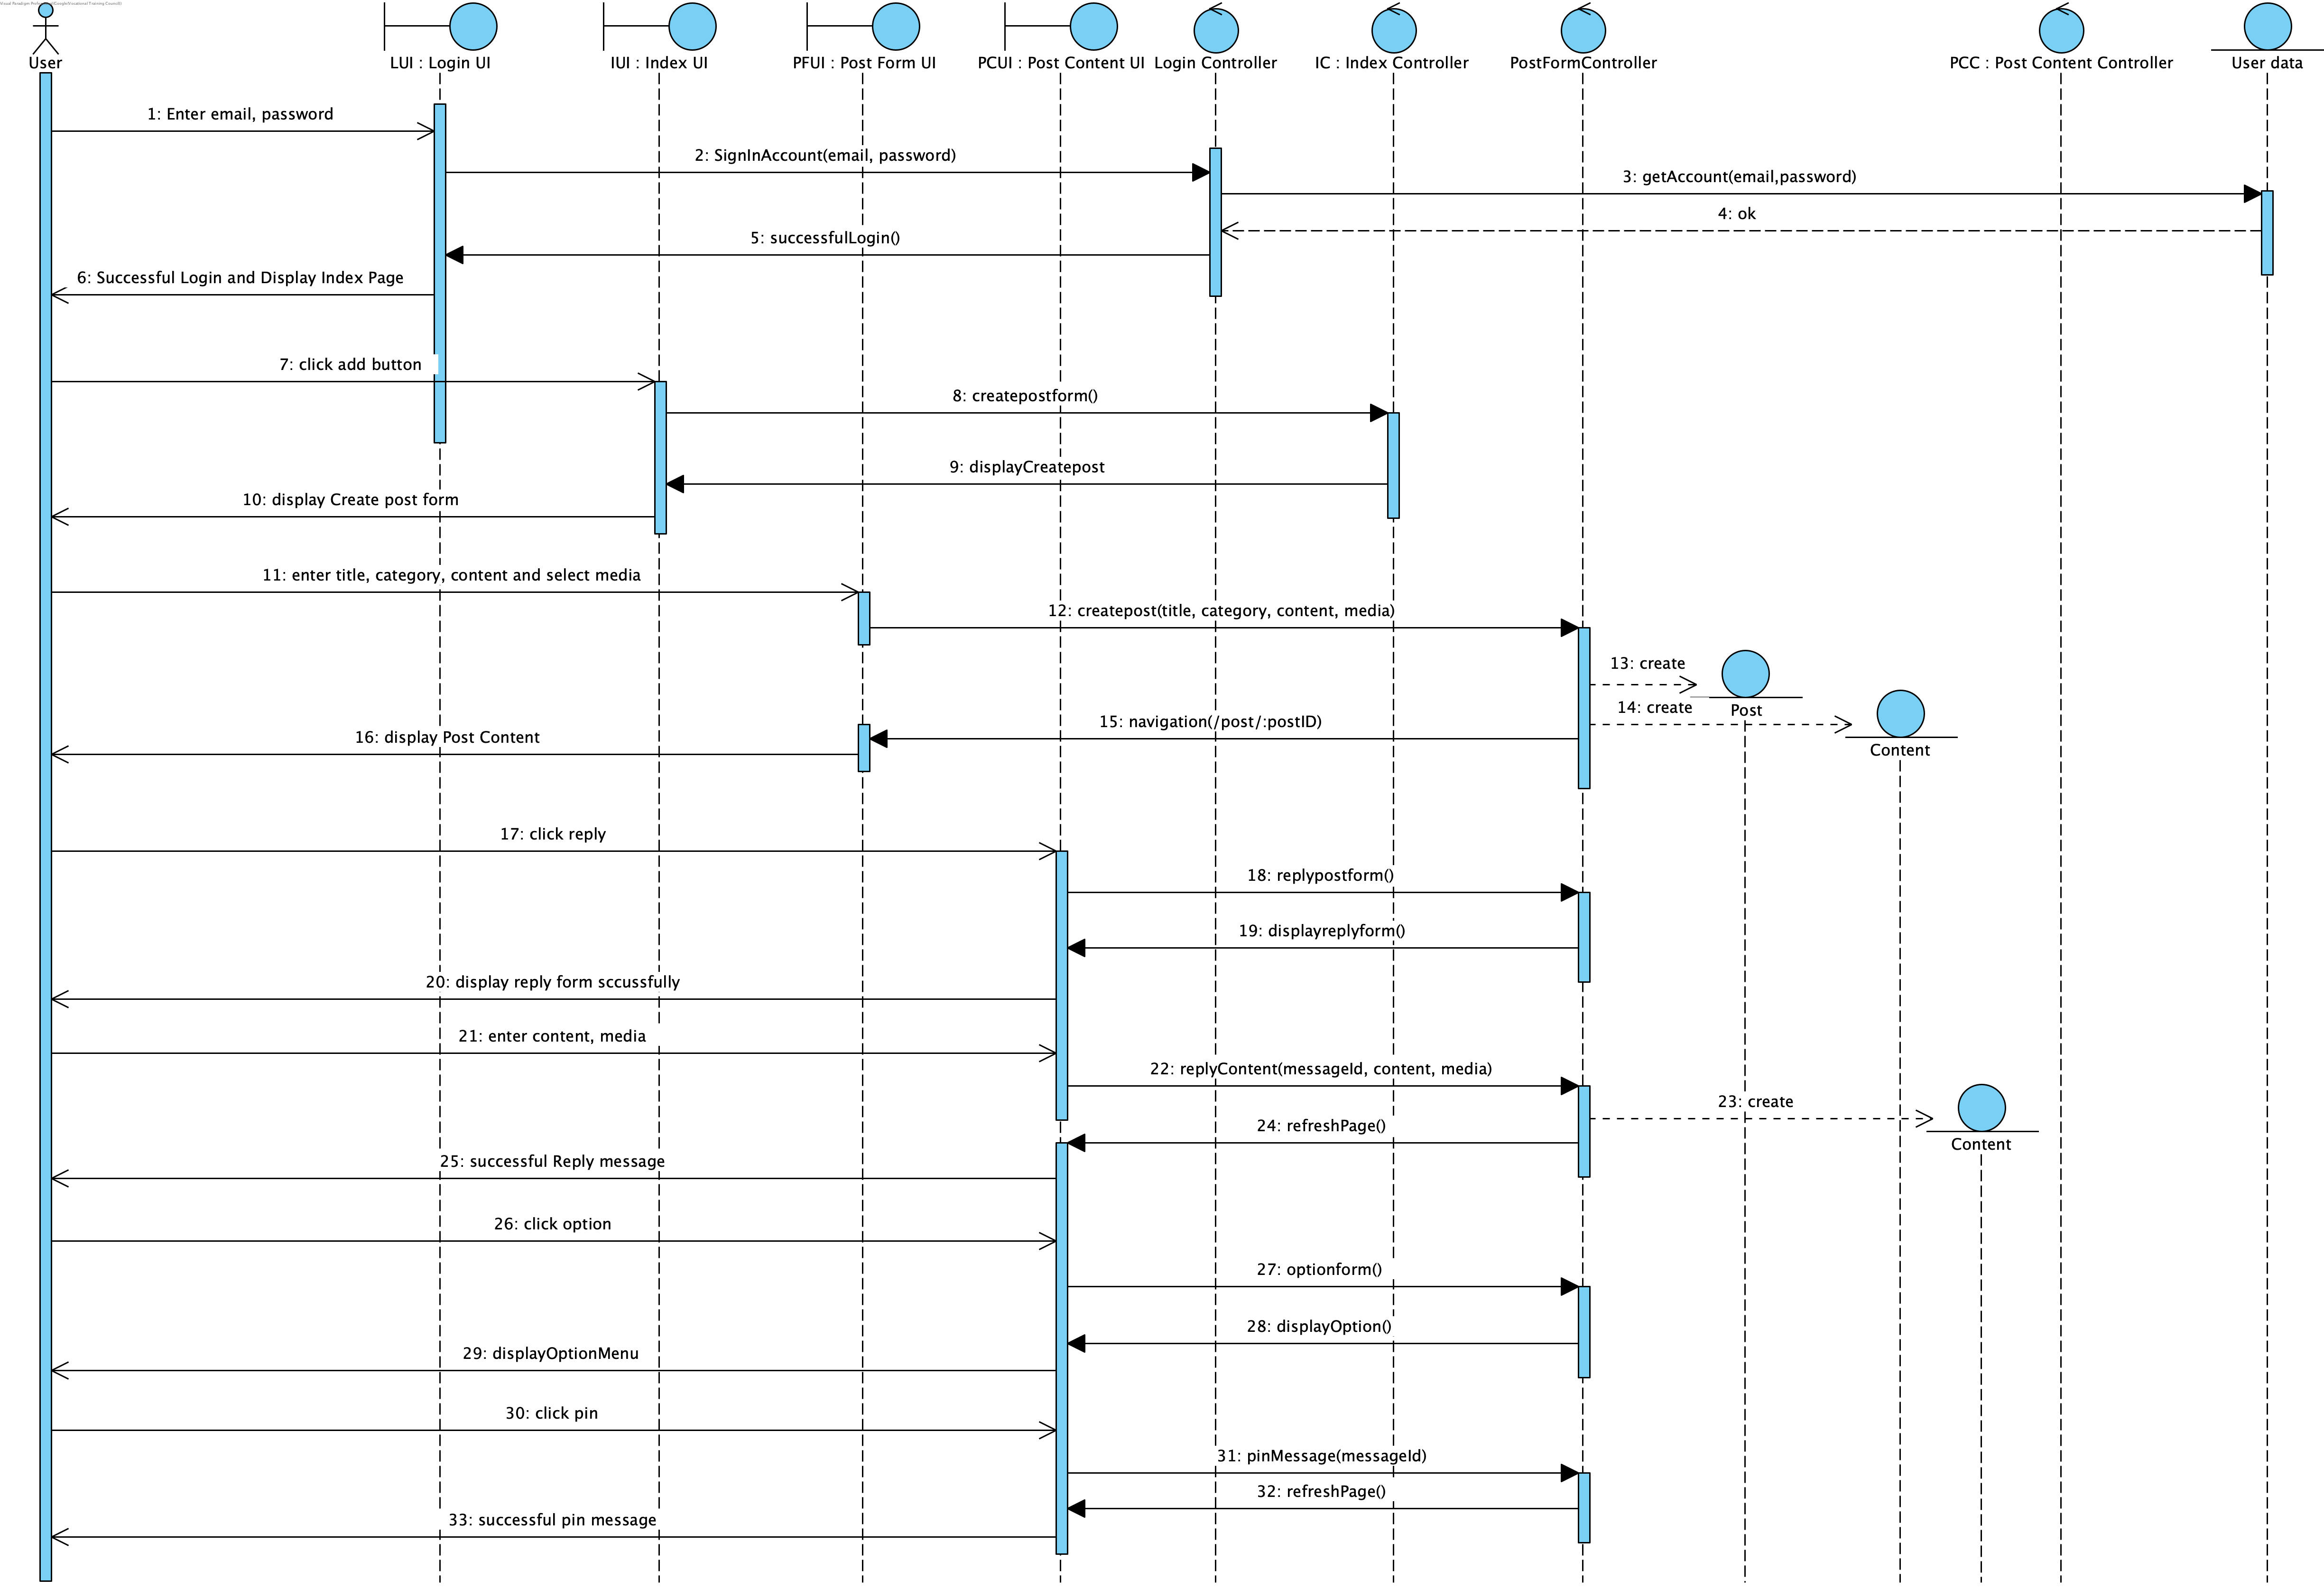 User
LUI : Login UI
IUI : Index UI
PFUI : Post Form UI
PCUI : Post Content UI
Login Controller
IC : Index Controller
PostFormController
PCC : Post Content Controller
User data
1: Enter email, password
2: SignInAccount(email, password)
3: getAccount(email,password)
4: ok
5: successfulLogin()
6: Successful Login and Display Index Page
7: click add button
8: createpostform()
9: displayCreatepost
10: display Create post form
11: enter title, category, content and select media
12: createpost(title, category, content, media)
13: create
Post
14: create
Content
15: navigation(/post/:postID)
16: display Post Content
17: click reply
18: replypostform()
19: displayreplyform()
20: display reply form sccussfully
21: enter content, media
22: replyContent(messageId, content, media)
23: create
Content
24: refreshPage()
25: successful Reply message
26: click option
27: optionform()
28: displayOption()
29: displayOptionMenu
30: click pin
31: pinMessage(messageId)
32: refreshPage()
33: successful pin message